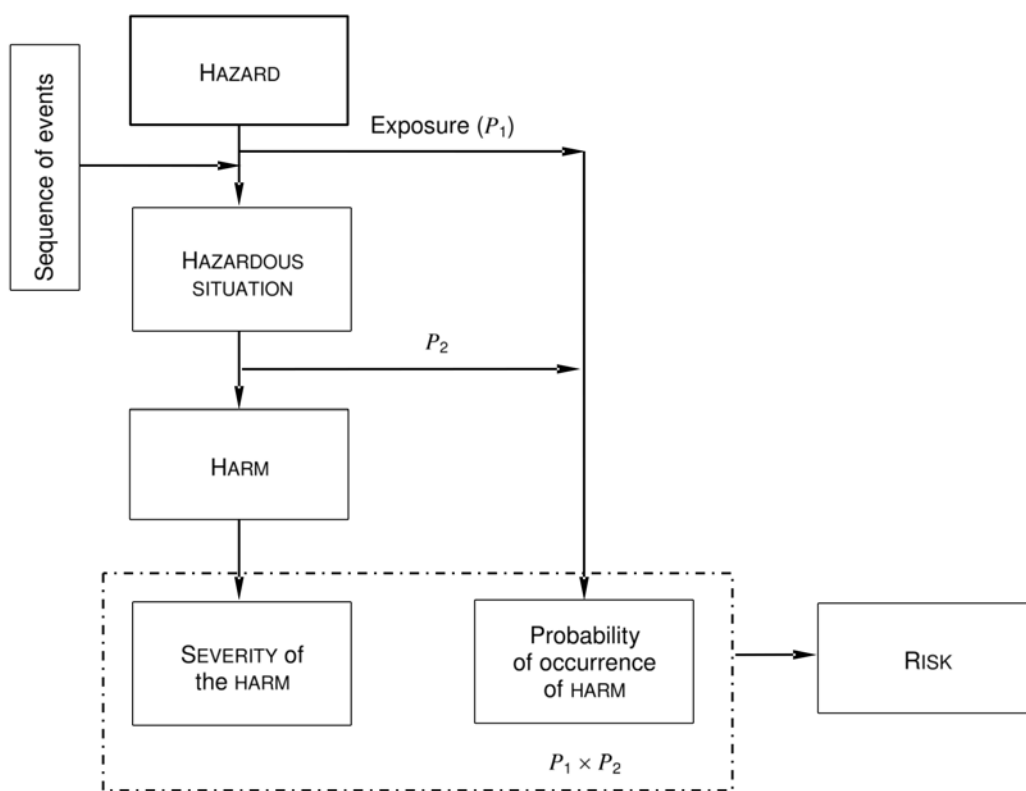 HAZARD
Sequence of events
Exposure (P₁)
HAZARDOUS
SITUATION
P₂
HARM
SEVERITY of
the HARM
Probability
of occurrence
of HARM
P₁ × P₂
RISK